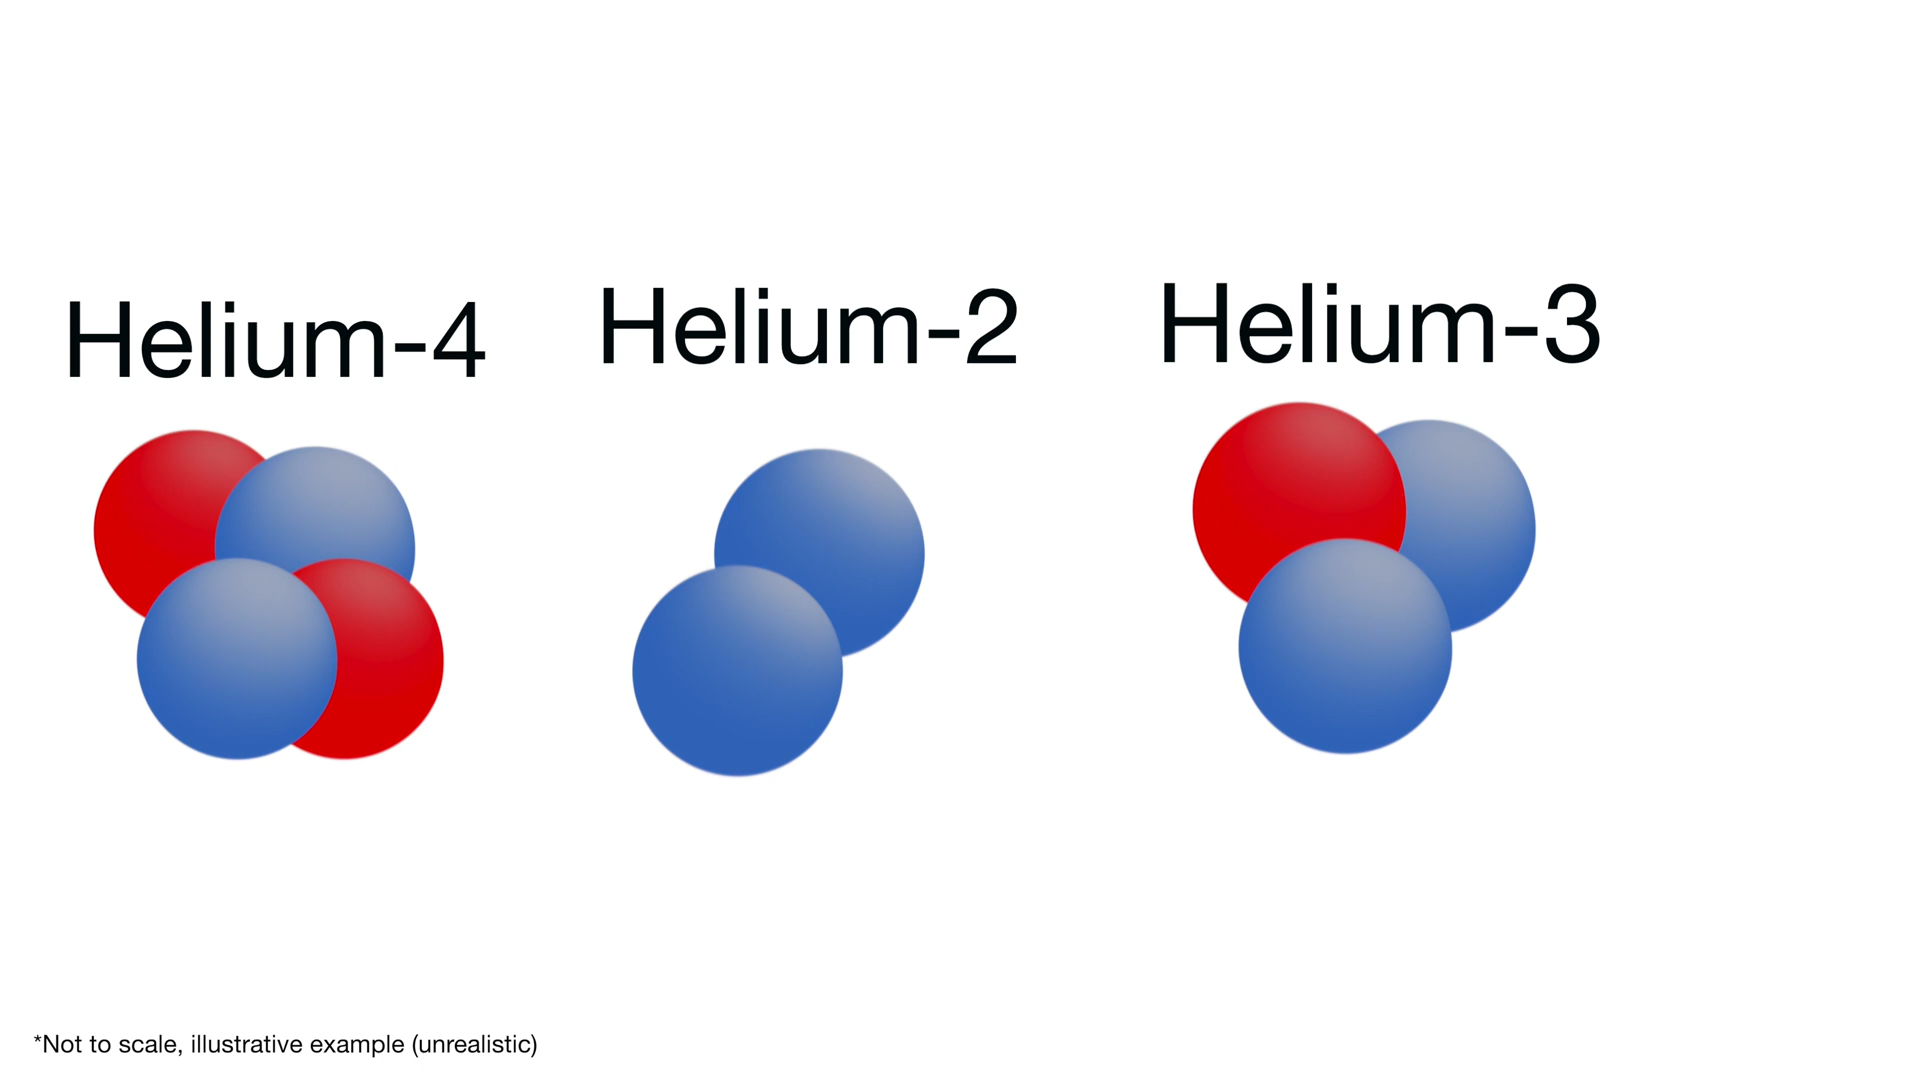 Helium-4
Helium-2
Helium-3
*Not to scale, illustrative example (unrealistic)